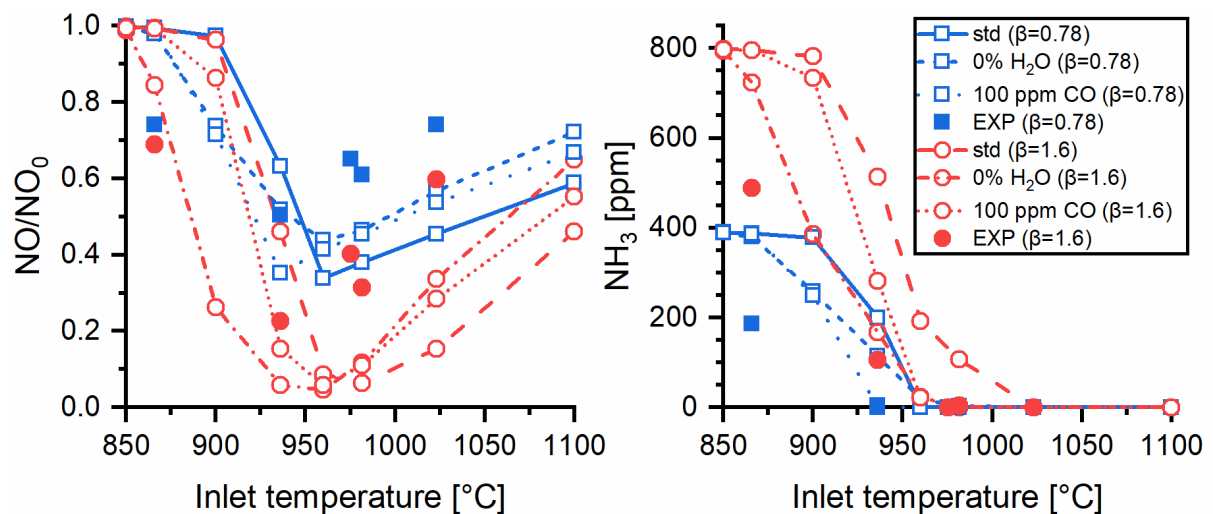 1.0
0.8
0.6
0.4
0.2
0.0
NO/NO0
850 900 950 1000 1050 1100
Inlet temperature [°C]
800
600
400
200
0
NH3 [ppm]
850 900 950 1000 1050 1100
Inlet temperature [°C]
std (β=0.78)
0% H2O (β=0.78)
100 ppm CO (β=0.78)
EXP (β=0.78)
std (β=1.6)
0% H2O (β=1.6)
100 ppm CO (β=1.6)
EXP (β=1.6)